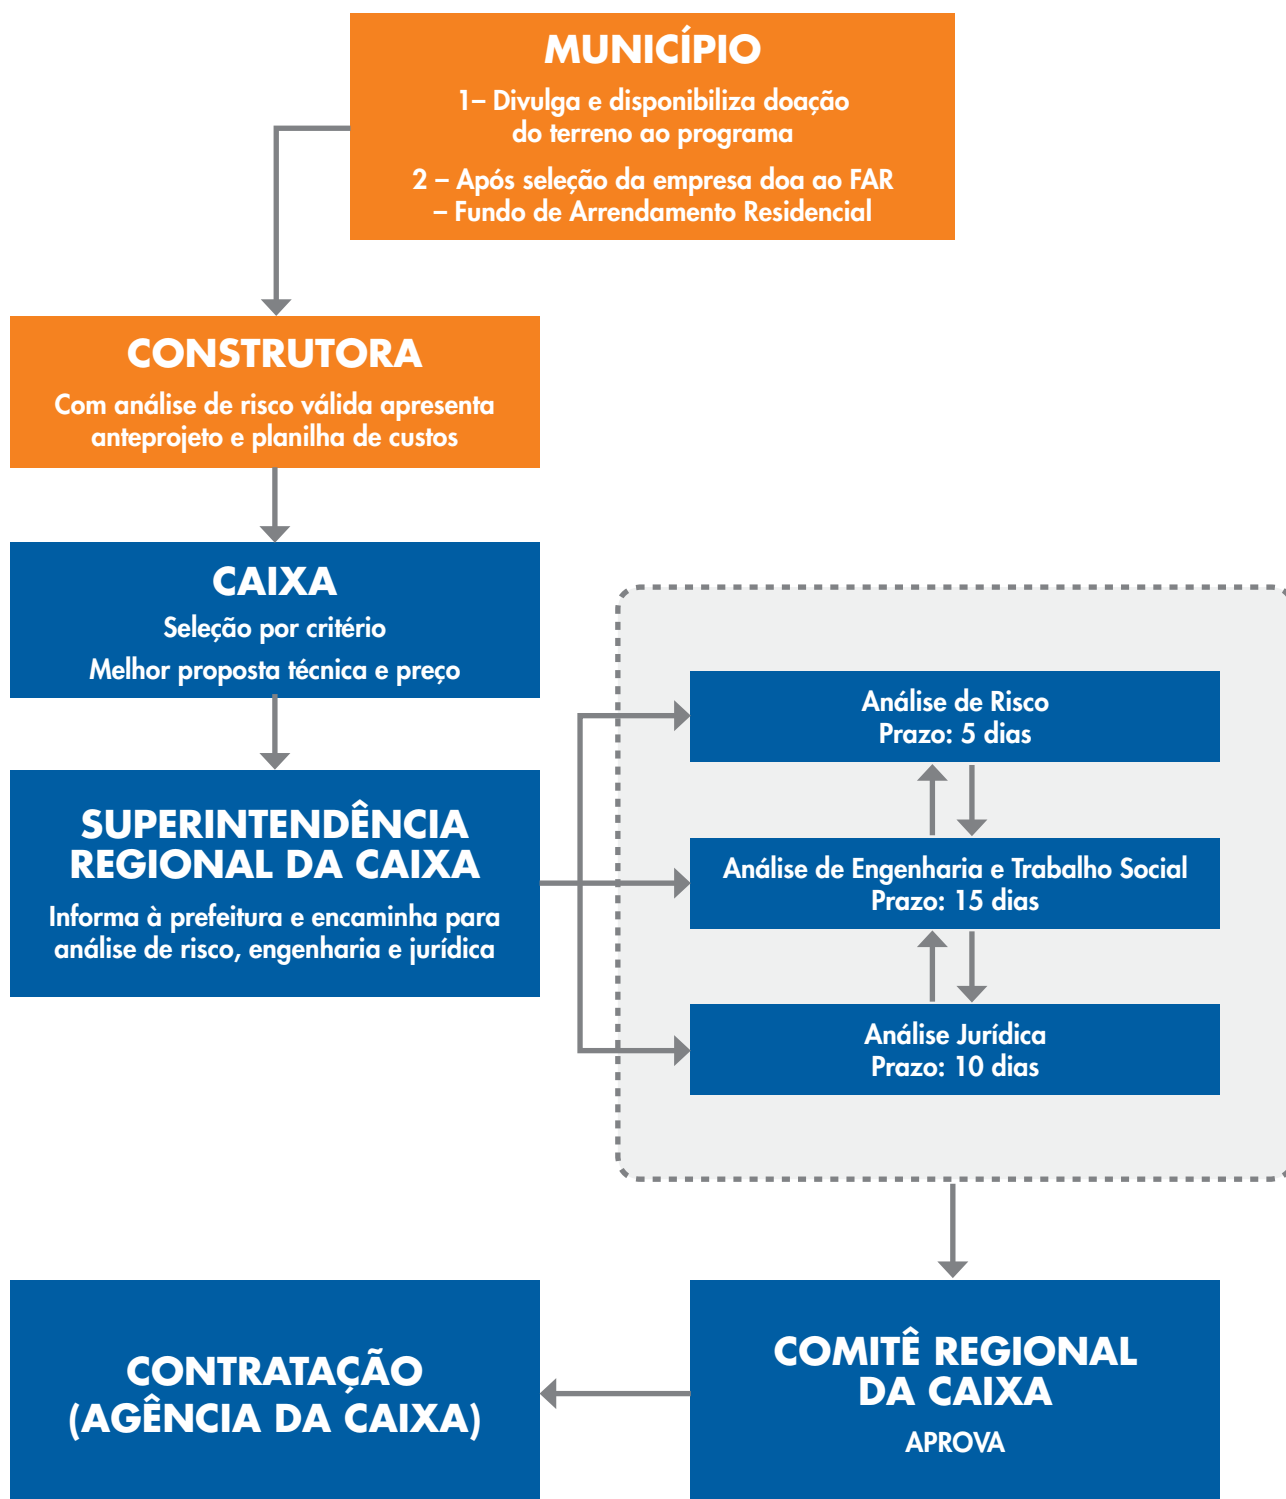 MUNICÍPIO
1– Divulga e disponibiliza doação
do terreno ao programa
2 – Após seleção da empresa doa ao FAR
– Fundo de Arrendamento Residencial
CONSTRUTORA
Com análise de risco válida apresenta
anteprojeto e planilha de custos
CAIXA
Seleção por critério
Melhor proposta técnica e preço
SUPERINTENDÊNCIA
REGIONAL DA CAIXA
Informa à prefeitura e encaminha para
análise de risco, engenharia e jurídica
Análise de Risco
Prazo: 5 dias
Análise de Engenharia e Trabalho Social
Prazo: 15 dias
Análise Jurídica
Prazo: 10 dias
COMITÊ REGIONAL
DA CAIXA
APROVA
CONTRATAÇÃO
(AGÊNCIA DA CAIXA)